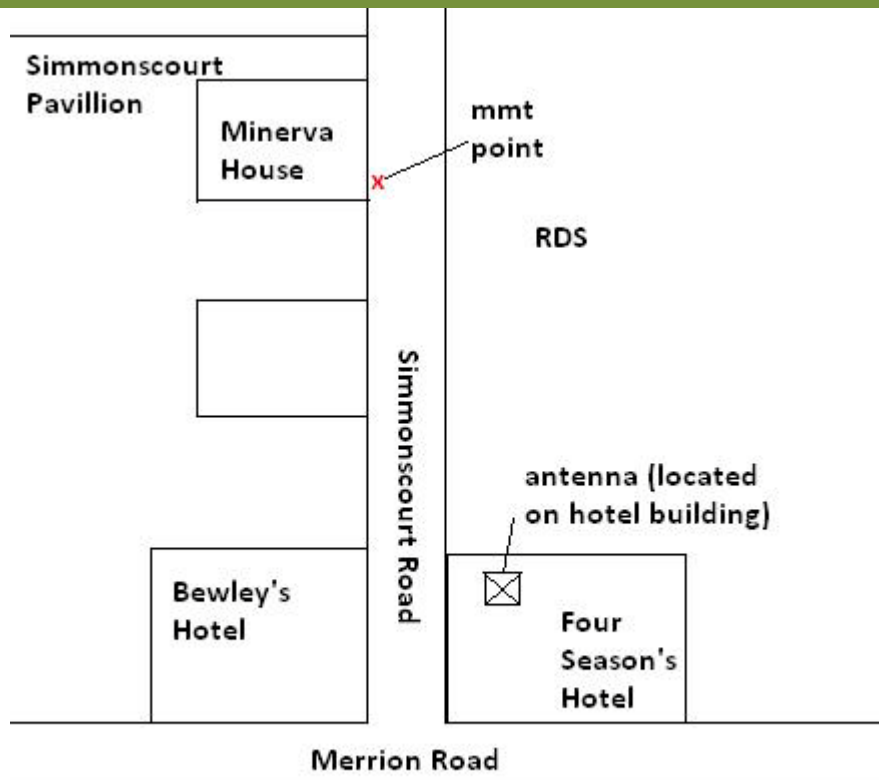 Simmonscourt
Pavillion
Minerva
House
mmt
point
x
RDS
Simmonscourt Road
antenna (located
on hotel building)
Bewley's
Hotel
Four
Season's
Hotel
Merrion Road